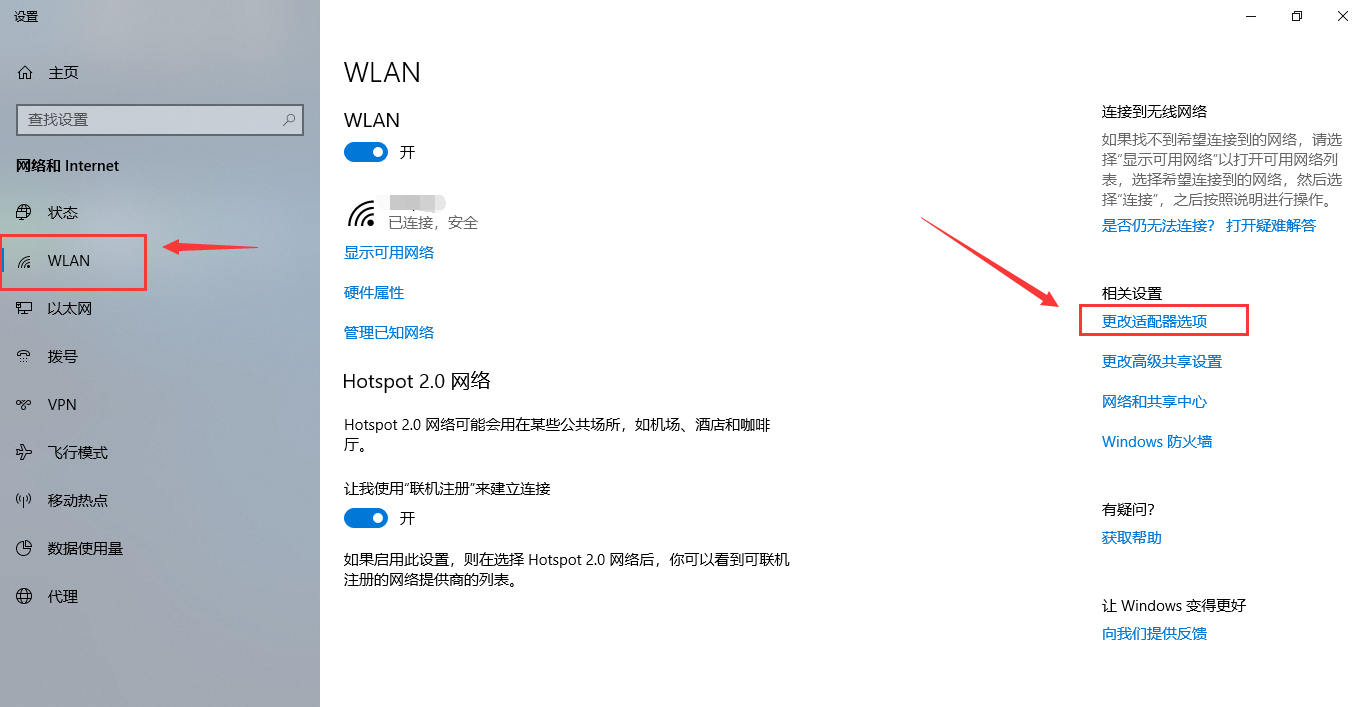 设置
主页
查找设置
网络和 Internet
状态
WLAN
以太网
拨号
VPN
飞行模式
移动热点
数据使用量
代理
WLAN
WLAN
开
已连接，安全
显示可用网络
硬件属性
管理已知网络
Hotspot 2.0 网络
Hotspot 2.0 网络可能会用在某些公共场所，如机场、酒店和咖啡
厅。
让我使用“联机注册”来建立连接
开
如果启用此设置，则在选择 Hotspot 2.0 网络后，你可以看到可联机
注册的网络提供商的列表。
连接到无线网络
如果找不到希望连接到的网络，请选
择“显示可用网络”以打开可用网络列
表，选择希望连接到的网络，然后选
择“连接”，之后按照说明进行操作。
是否仍无法连接？ 打开疑难解答
相关设置
更改适配器选项
更改高级共享设置
网络和共享中心
Windows 防火墙
有疑问?
获取帮助
让 Windows 变得更好
向我们提供反馈